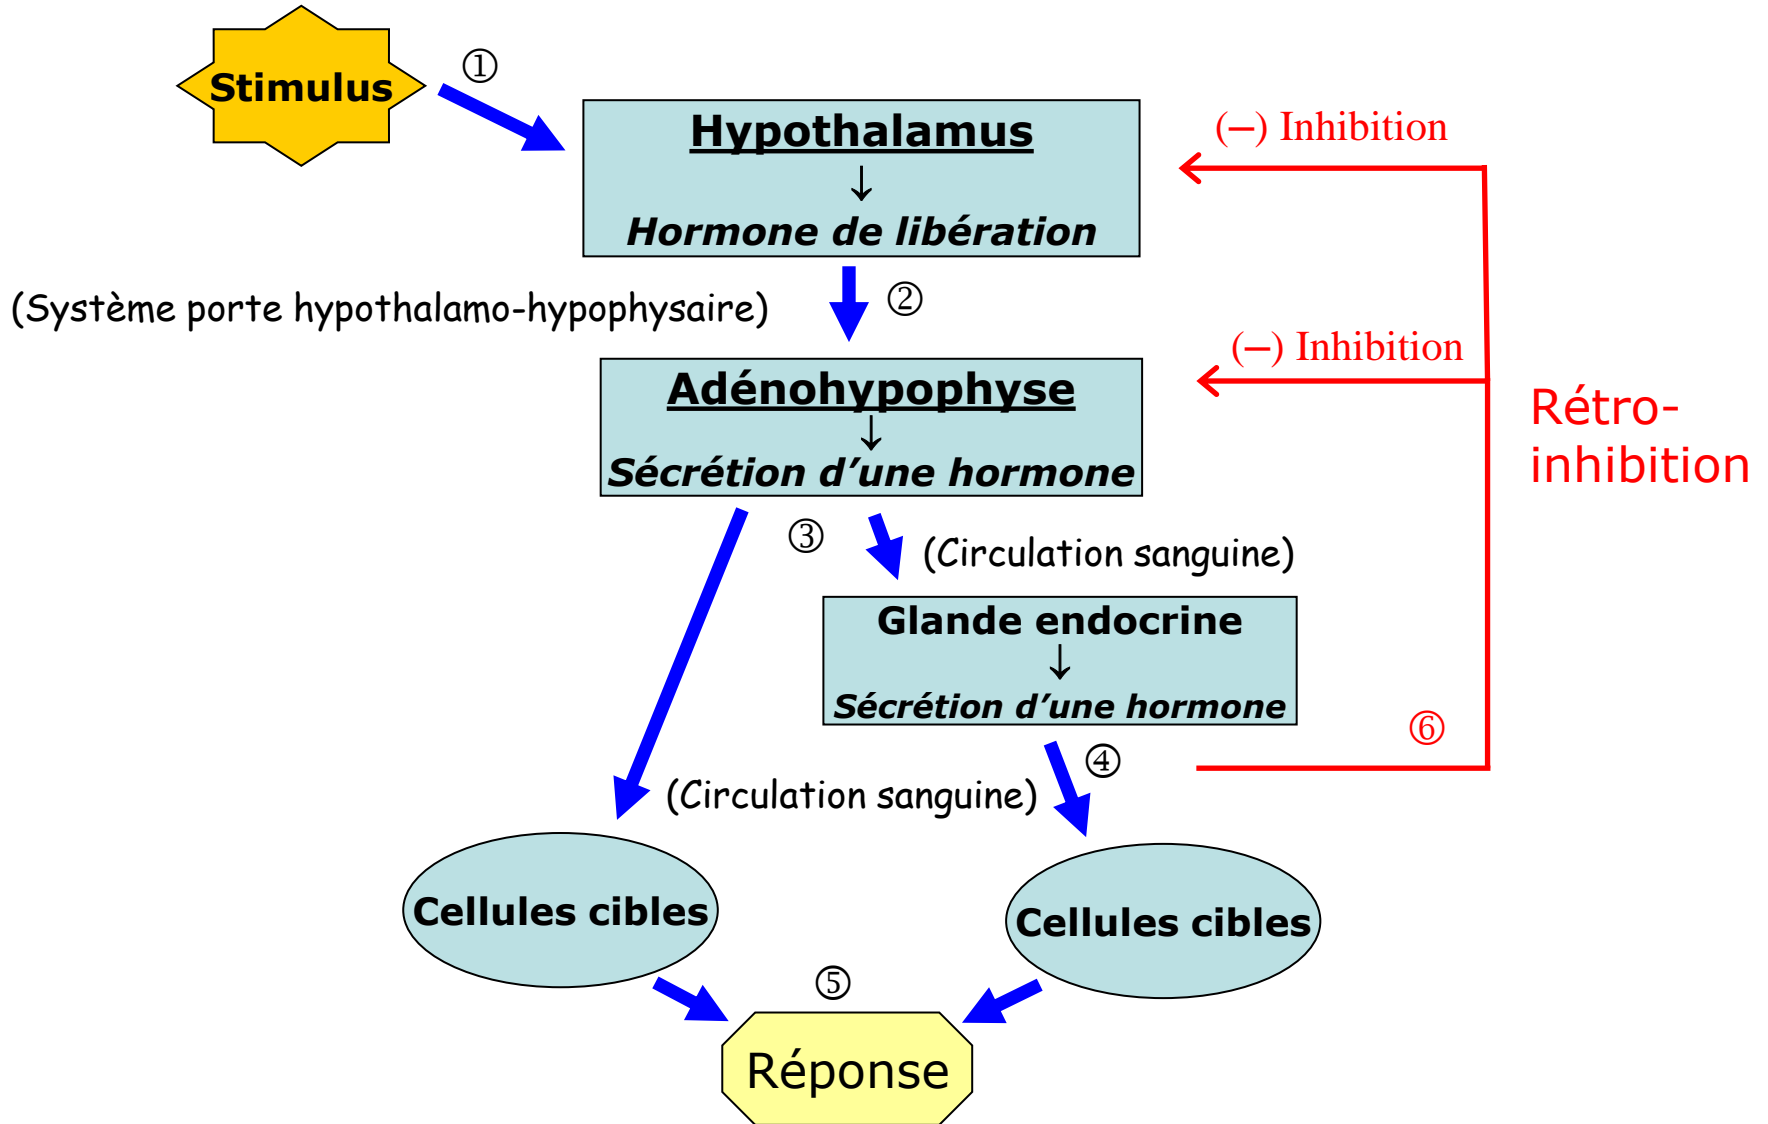 Stimulus
①
Hypothalamus
↓
Hormone de libération
(−) Inhibition
(Système porte hypothalamo-hypophysaire)
②
(−) Inhibition
Adénohypophyse
↓
Sécrétion d’une hormone
Rétro-
inhibition
③
(Circulation sanguine)
Glande endocrine
↓
Sécrétion d’une hormone
⑥
④
(Circulation sanguine)
Cellules cibles
Cellules cibles
⑤
Réponse